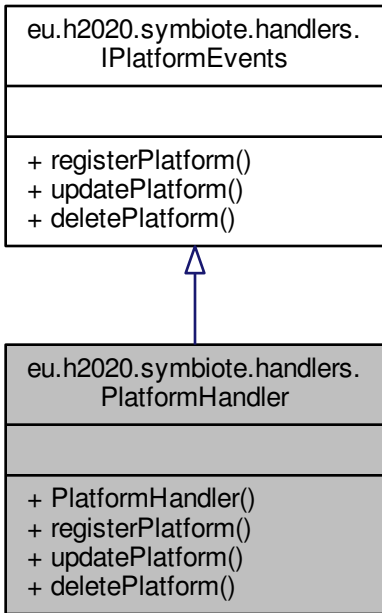 eu.h2020.symbiote.handlers.
IPlatformEvents
+ registerPlatform()
+ updatePlatform()
+ deletePlatform()
eu.h2020.symbiote.handlers.
PlatformHandler
+ PlatformHandler()
+ registerPlatform()
+ updatePlatform()
+ deletePlatform()